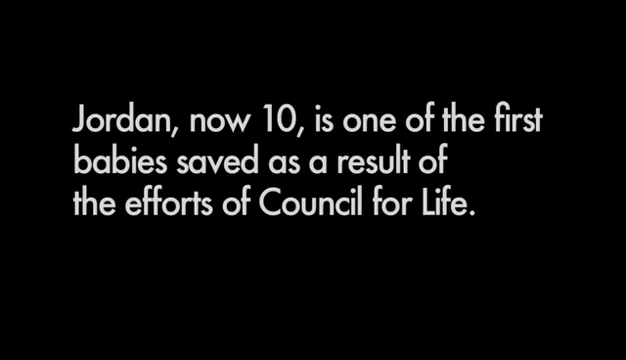 Jordan, now 10, is one of the first
babies saved as a result of
the efforts of Council for Life.